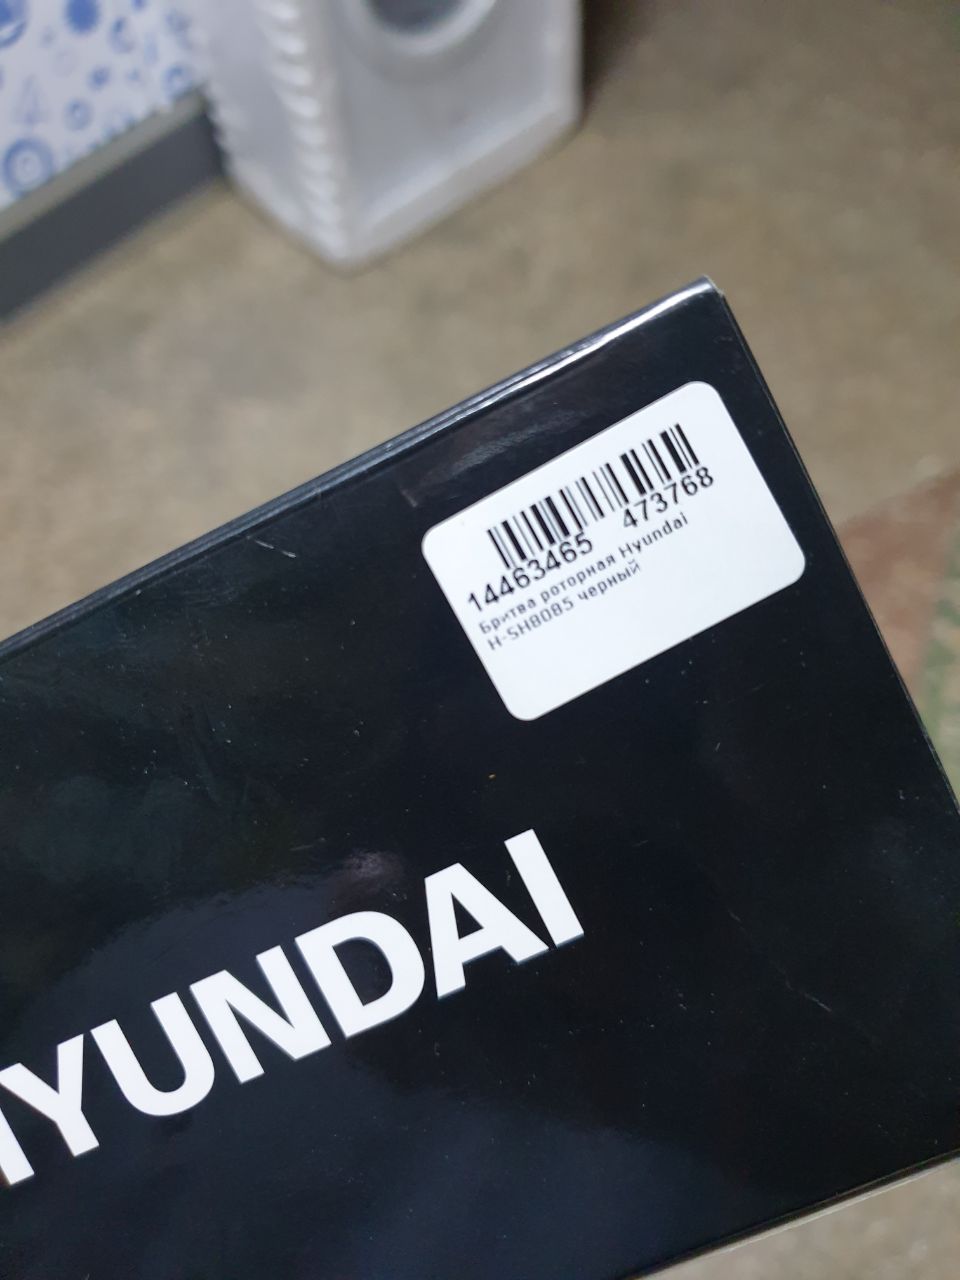 14463465 473768
Бритва роторная Hyundai
H-SH8085 черный
HYUNDAI